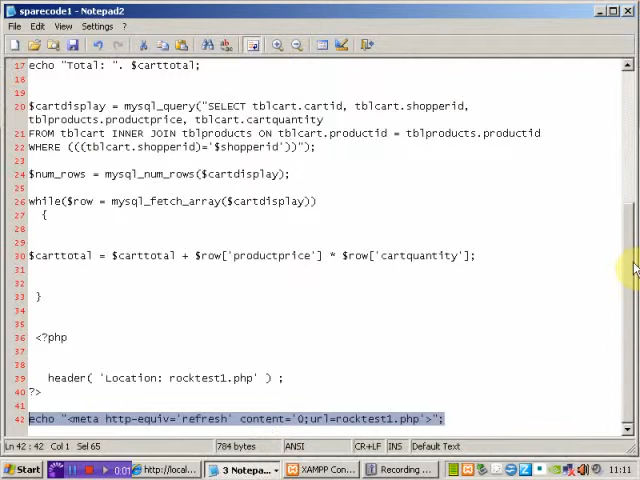 sparecode1 - Notepad2
File Edit View Settings ?
17 echo "Total: ". $carttotal;
18
19
20 $cartdisplay = mysql_query("SELECT tblcart.cartid, tblcart.shopperid,
tblproducts.productprice, tblcart.cartquantity
21 FROM tblcart INNER JOIN tblproducts ON tblcart.productid = tblproducts.productid
22 WHERE (((tblcart.shopperid)='$shopperid'))");
23
24 $num_rows = mysql_num_rows($cartdisplay);
25
26 while($row = mysql_fetch_array($cartdisplay))
27 {
28
29
30 $carttotal = $carttotal + $row['productprice'] * $row['cartquantity'];
31
32
33 }
34
35
36 <?php
37
38
39 header( 'Location: rocktest1.php' ) ;
40 ?>
41
42 echo "<meta http-equiv='refresh' content='0;url=rocktest1.php'>";
Ln 42 : 42 Col 1 Sel 65 784 bytes ANSI CR+LF INS Default Text
Start 0:01 http://local... 3 Notepa... XAMPP Con... Recording ... 11:11